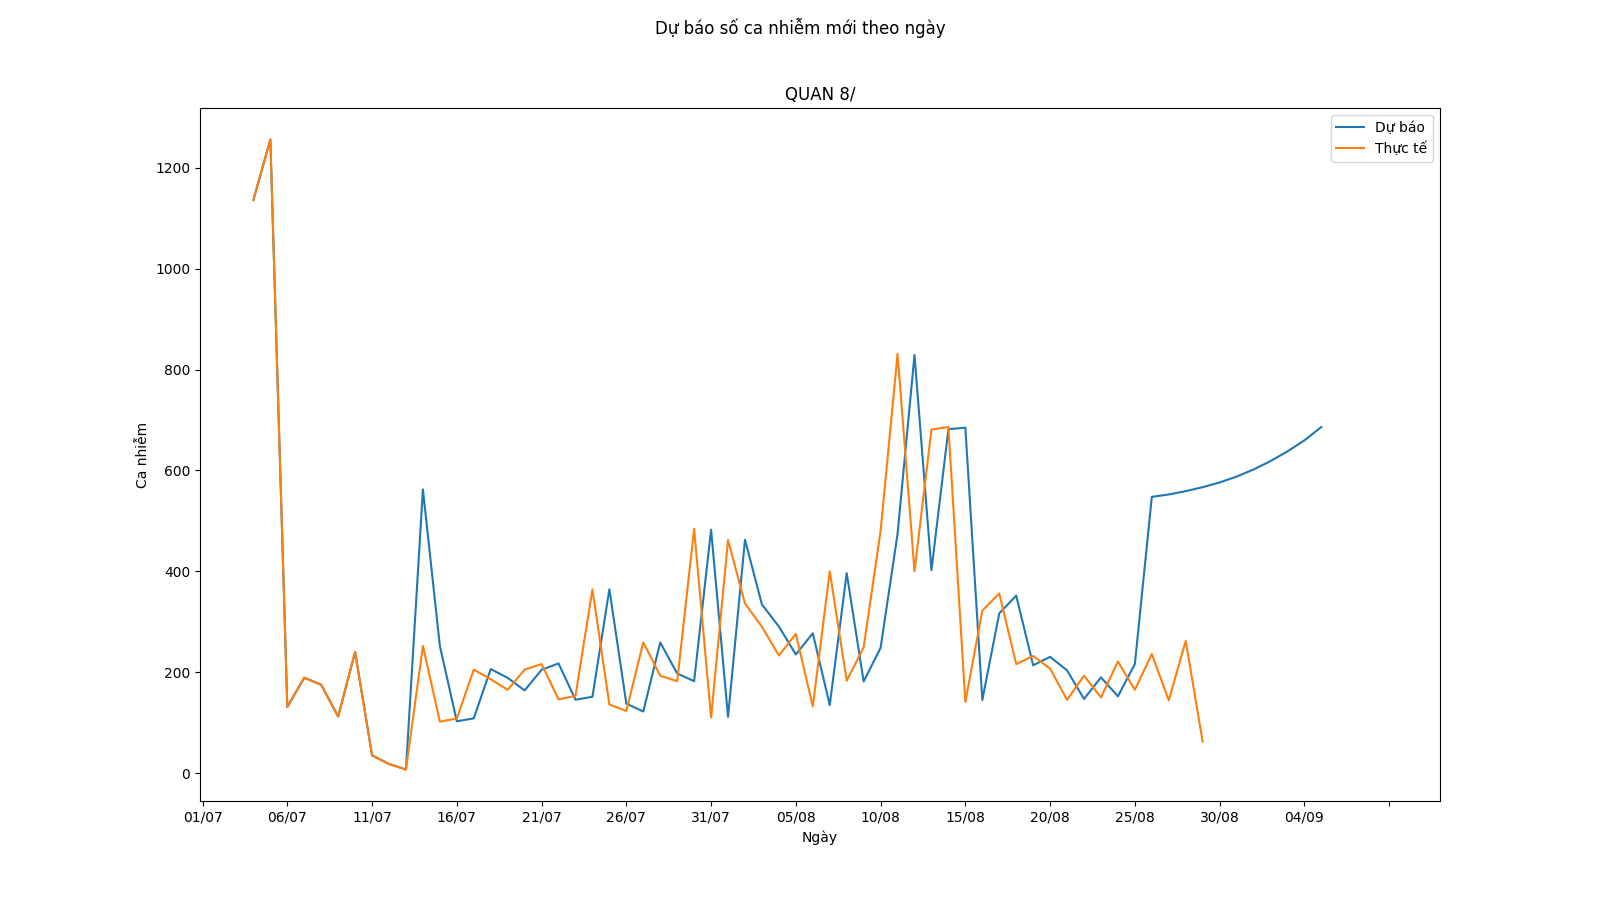 Dự báo số ca nhiễm mới theo ngày
QUAN 8/
Dự báo
Thực tế
1200
1000
800
600
400
200
0
Ca nhiễm
01/07 06/07 11/07 16/07 21/07 26/07 31/07 05/08 10/08 15/08 20/08 25/08 30/08 04/09
Ngày